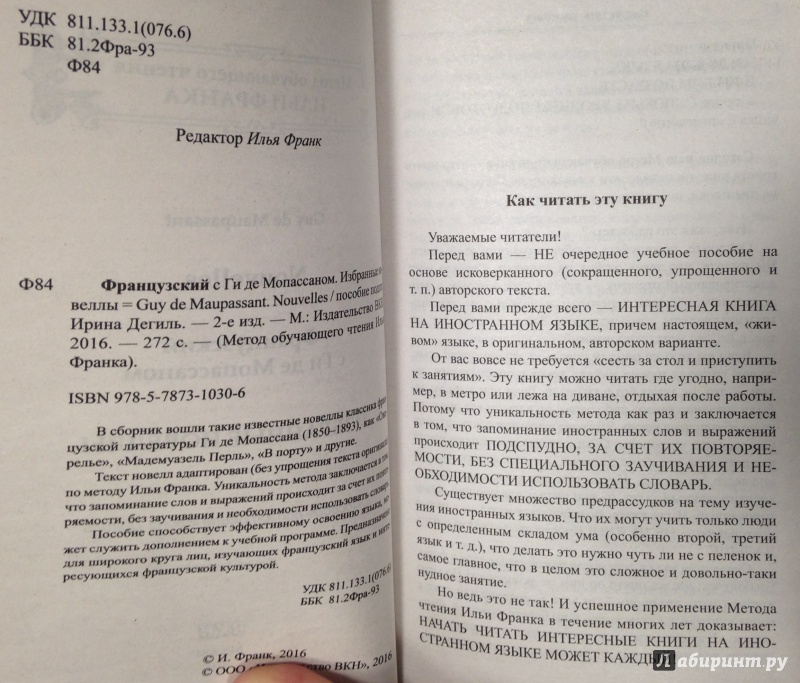 УДК 811.133.1(076.6)
ББК 81.2Фра-93
Ф84
Редактор Илья Франк
Ф84
Французский с Ги де Мопассаном. Избранные
веллы = Guy de Maupassant. Nouvelles / пособие
Ирина Дегиль. — 2-е изд. — М.: Издательство
2016. — 272 с. — (Метод обучающего чтения
Франка).
ISBN 978-5-7873-1030-6
В сборник вошли такие известные новеллы классика
цузской литературы Ги де Мопассана (1850–1893), как
релье», «Мадемуазель Перль», «В порту» и другие.
Текст новелл адаптирован (без упрощения текста
по методу Ильи Франка. Уникальность метода заключается в
что запоминание слов и выражений происходит за счет их
ряемости, без заучивания и необходимости использовать
Пособие способствует эффективному освоению языка,
жет служить дополнением к учебной программе.
для широкого круга лиц, изучающих французский язык и
ресующихся французской культурой.
УДК 811.133.1(076.6)
ББК 81.2Фра-93
© И. Франк, 2016
© ООО ВКН», 2016
Как читать эту книгу
Уважаемые читатели!
Перед вами — НЕ очередное учебное пособие на
основе исковерканного (сокращенного, упрощенного и
т. п.) авторского текста.
Перед вами прежде всего — ИНТЕРЕСНАЯ КНИГА
НА ИНОСТРАННОМ ЯЗЫКЕ, причем настоящем, «жи-
вом» языке, в оригинальном, авторском варианте.
От вас вовсе не требуется «сесть за стол и приступить
к занятиям». Эту книгу можно читать где угодно, напри-
мер, в метро или лежа на диване, отдыхая после работы.
Потому что уникальность метода как раз и заключается
в том, что запоминание иностранных слов и выражений
происходит ПОДСПУДНО, ЗА СЧЕТ ИХ ПОВТОРЯЕ-
МОСТИ, БЕЗ СПЕЦИАЛЬНОГО ЗАУЧИВАНИЯ И НЕ-
ОБХОДИМОСТИ ИСПОЛЬЗОВАТЬ СЛОВАРЬ.
Существует множество предрассудков на тему изуче-
ния иностранных языков. Что их могут учить только люди
с определенным складом ума (особенно второй, третий
язык и т. д.), что делать это нужно чуть ли не с пеленок и,
самое главное, что в целом это сложное и довольно-таки
нудное занятие.
Но ведь это не так! И успешное применение Метода
чтения Ильи Франка в течение многих лет доказывает:
НАЧАТЬ ЧИТАТЬ ИНТЕРЕСНЫЕ КНИГИ НА ИНО-
СТРАННОМ ЯЗЫКЕ МОЖЕТ
Лабиринт.ру